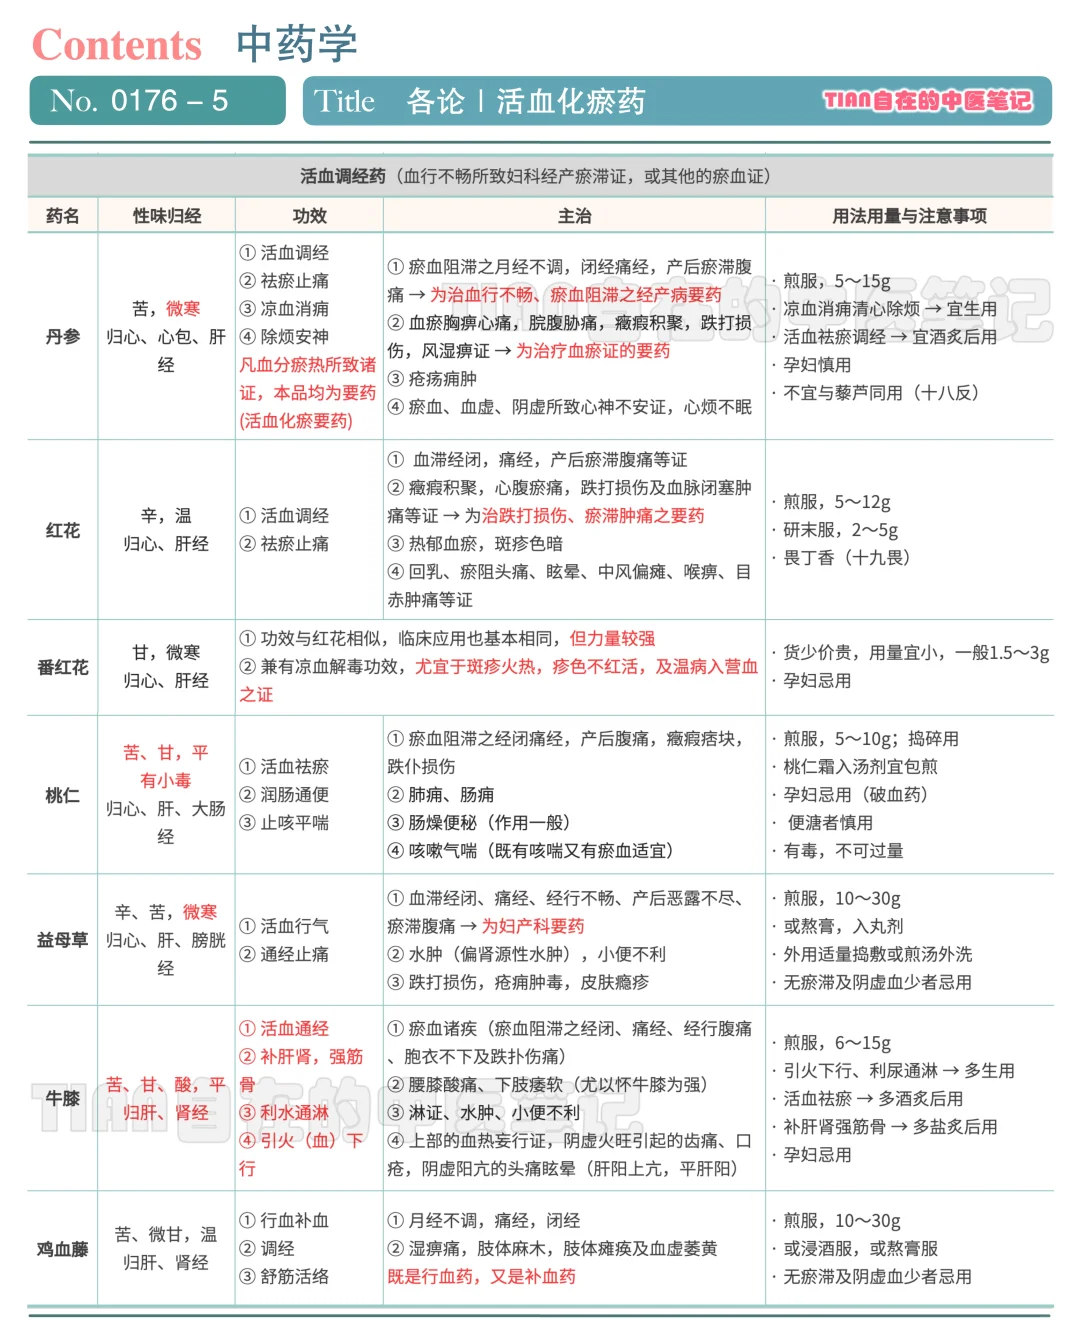 Contents 中药学
No. 0176 – 5
Title 各论 | 活血化瘀药
TIAN自在的中医笔记
活血调经药（血行不畅所致妇科经产瘀滞证，或其他的瘀血证）
药名 性味归经 功效 主治 用法用量与注意事项
丹参
苦，微寒
归心、心包、肝
经
① 活血调经
② 祛瘀止痛
③ 凉血消痈
④ 除烦安神
凡血分瘀热所致诸
证，本品均为要药
(活血化瘀要药)
① 瘀血阻滞之月经不调，闭经痛经，产后瘀滞腹
痛 → 为治血行不畅、瘀血阻滞之经产病要药
② 血瘀胸痹心痛，脘腹胁痛，癥瘕积聚，跌打损
伤，风湿痹证 → 为治疗血瘀证的要药
③ 疮疡痈肿
④ 瘀血、血虚、阴虚所致心神不安证，心烦不眠
· 煎服，5～15g
· 凉血消痈清心除烦 → 宜生用
· 活血祛瘀调经 → 宜酒炙后用
· 孕妇慎用
· 不宜与藜芦同用（十八反）
红花
辛，温
归心、肝经
① 活血调经
② 祛瘀止痛
① 血滞经闭，痛经，产后瘀滞腹痛等证
② 癥瘕积聚，心腹瘀痛，跌打损伤及血脉闭塞肿
痛等证 → 为治跌打损伤、瘀滞肿痛之要药
③ 热郁血瘀，斑疹色暗
④ 回乳、瘀阻头痛、眩晕、中风偏瘫、喉痹、目
赤肿痛等证
· 煎服，5～12g
· 研末服，2～5g
· 畏丁香（十九畏）
番红花
甘，微寒
归心、肝经
① 功效与红花相似，临床应用也基本相同，但力量较强
② 兼有凉血解毒功效，尤宜于斑疹火热，疹色不红活，及温病入营血
之证
· 货少价贵，用量宜小，一般1.5～3g
· 孕妇忌用
桃仁
苦、甘，平
有小毒
归心、肝、大肠
经
① 活血祛瘀
② 润肠通便
③ 止咳平喘
① 瘀血阻滞之经闭痛经，产后腹痛，癥瘕痞块，
跌仆损伤
② 肺痈、肠痈
③ 肠燥便秘（作用一般）
④ 咳嗽气喘（既有咳喘又有瘀血适宜）
· 煎服，5～10g；捣碎用
· 桃仁霜入汤剂宜包煎
· 孕妇忌用（破血药）
· 便溏者慎用
· 有毒，不可过量
益母草
辛、苦，微寒
归心、肝、膀胱
经
① 活血行气
② 通经止痛
① 血滞经闭、痛经、经行不畅、产后恶露不尽、
瘀滞腹痛 → 为妇产科要药
② 水肿（偏肾源性水肿），小便不利
③ 跌打损伤，疮痈肿毒，皮肤瘾疹
· 煎服，10～30g
· 或熬膏，入丸剂
· 外用适量捣敷或煎汤外洗
· 无瘀滞及阴虚血少者忌用
牛膝
苦、甘、酸，平
归肝、肾经
① 活血通经
② 补肝肾，强筋
骨
③ 利水通淋
④ 引火（血）下
行
① 瘀血诸疾（瘀血阻滞之经闭、痛经、经行腹痛
、胞衣不下及跌扑伤痛）
② 腰膝酸痛、下肢痿软（尤以怀牛膝为强）
③ 淋证、水肿、小便不利
④ 上部的血热妄行证，阴虚火旺引起的齿痛、口
疮，阴虚阳亢的头痛眩晕（肝阳上亢，平肝阳）
· 煎服，6～15g
· 引火下行、利尿通淋 → 多生用
· 活血祛瘀 → 多酒炙后用
· 补肝肾强筋骨 → 多盐炙后用
· 孕妇忌用
鸡血藤
苦、微甘，温
归肝、肾经
① 行血补血
② 调经
③ 舒筋活络
① 月经不调，痛经，闭经
② 湿痹痛，肢体麻木，肢体瘫痪及血虚萎黄
既是行血药，又是补血药
· 煎服，10～30g
· 或浸酒服，或熬膏服
· 无瘀滞及阴虚血少者忌用
TIAN自在的中医笔记
TIAN自在的中医笔记